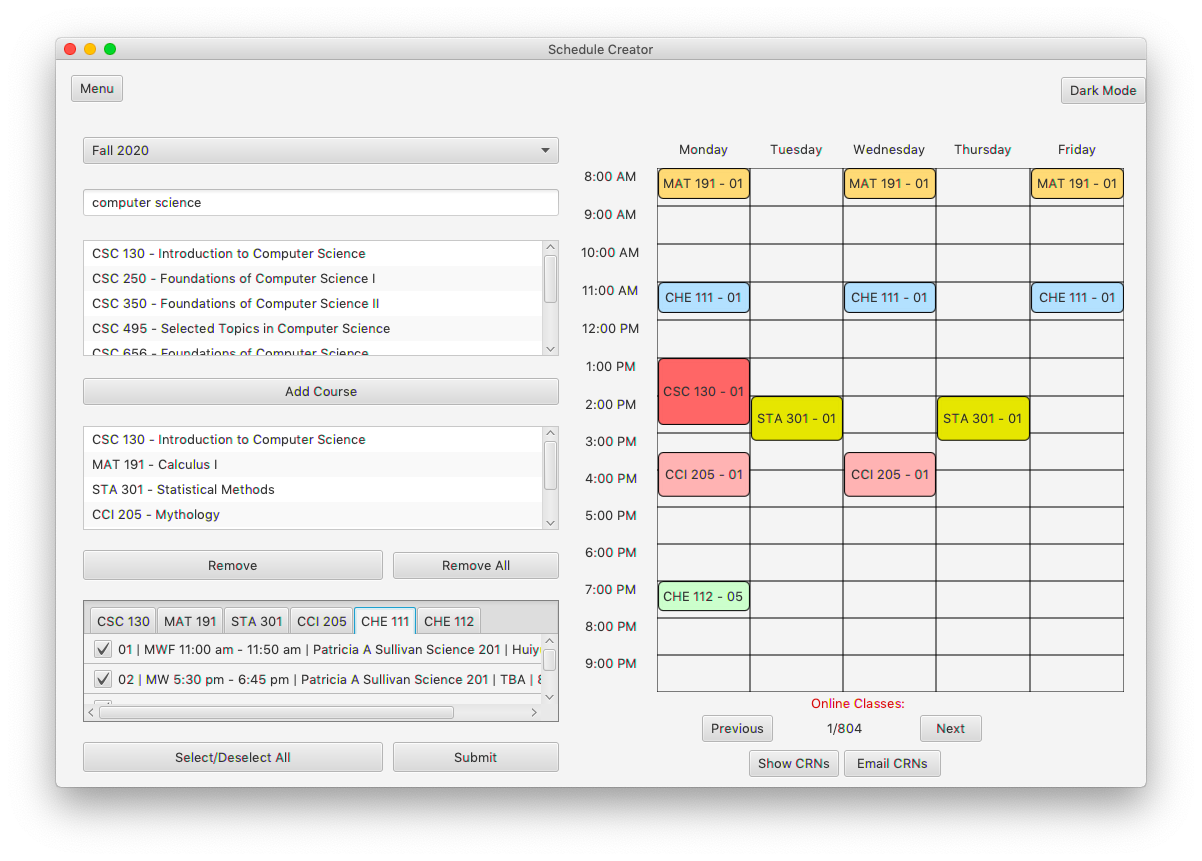 Schedule Creator
Menu
Dark Mode
Fall 2020
computer science
CSC 130 - Introduction to Computer Science
CSC 250 - Foundations of Computer Science I
CSC 350 - Foundations of Computer Science II
CSC 495 - Selected Topics in Computer Science
CSC 656 - Foundations of Computer Science
Add Course
CSC 130 - Introduction to Computer Science
MAT 191 - Calculus I
STA 301 - Statistical Methods
CCI 205 - Mythology
Remove
Remove All
CSC 130 MAT 191 STA 301 CCI 205 CHE 111 CHE 112
01 | MWF 11:00 am - 11:50 am | Patricia A Sullivan Science 201 |
02 | MW 5:30 pm - 6:45 pm | Patricia A Sullivan Science 201 | TBA | 8
Select/Deselect All
Submit
Monday Tuesday Wednesday Thursday Friday
8:00 AM
MAT 191 - 01 MAT 191 - 01 MAT 191 - 01
9:00 AM
10:00 AM
11:00 AM
CHE 111 - 01 CHE 111 - 01 CHE 111 - 01
12:00 PM
1:00 PM
CSC 130 - 01
2:00 PM
STA 301 - 01 STA 301 - 01
3:00 PM
CCI 205 - 01 CCI 205 - 01
4:00 PM
5:00 PM
6:00 PM
7:00 PM
CHE 112 - 05
8:00 PM
9:00 PM
Online Classes:
Previous
1/804
Next
Show CRNs
Email CRNs